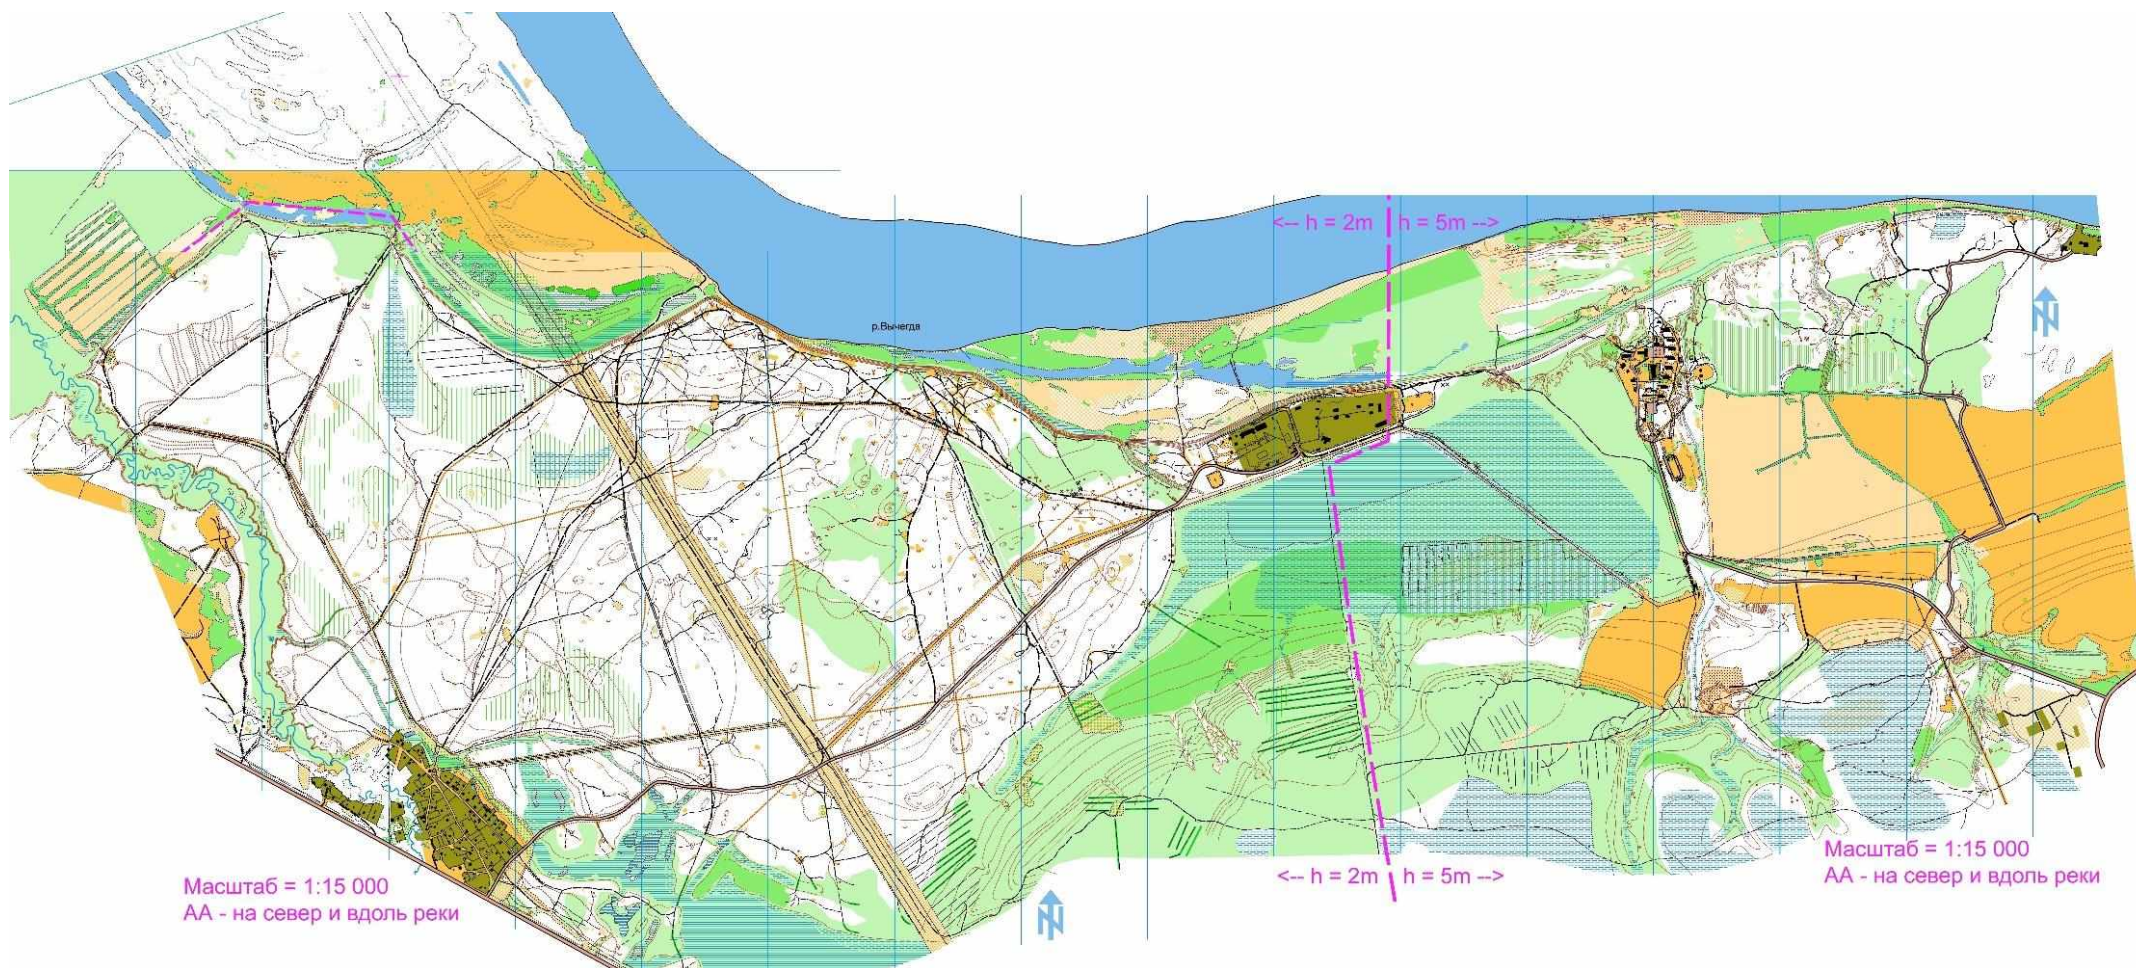 <-- h = 2m h = 5m -->
р.Вычегда
N
Масштаб = 1:15 000
АА - на север и вдоль реки
<-- h = 2m h = 5m -->
N
Масштаб = 1:15 000
АА - на север и вдоль реки